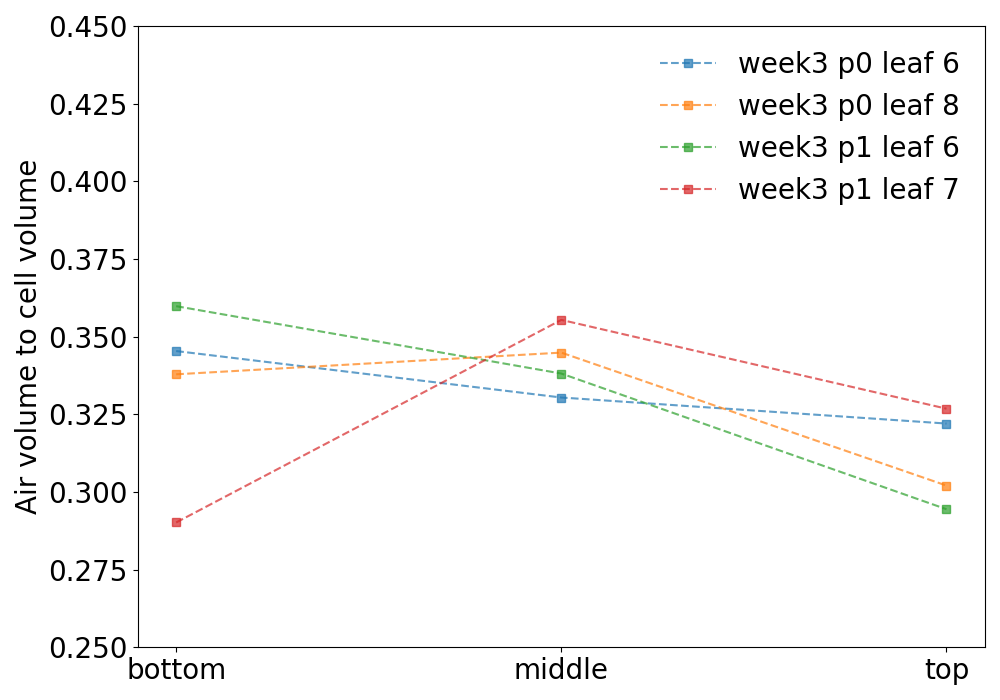 Air volume to cell volume
0.450
0.425
0.400
0.375
0.350
0.325
0.300
0.275
0.250
week3 p0 leaf 6
week3 p0 leaf 8
week3 p1 leaf 6
week3 p1 leaf 7
bottom middle top